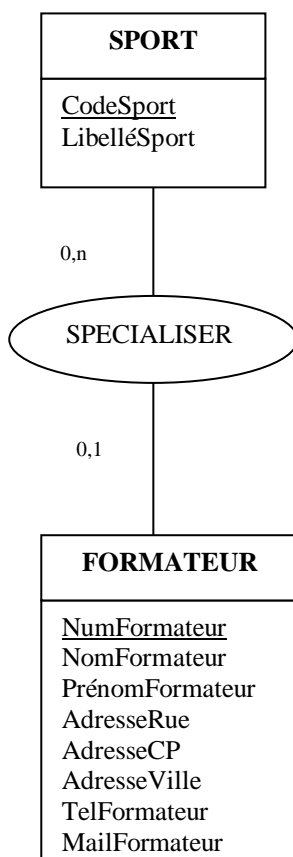 SPORT
CodeSport
LibelléSport
0,n
SPECIALISER
0,1
FORMATEUR
NumFormateur
NomFormateur
PrénomFormateur
AdresseRue
AdresseCP
AdresseVille
TelFormateur
MailFormateur